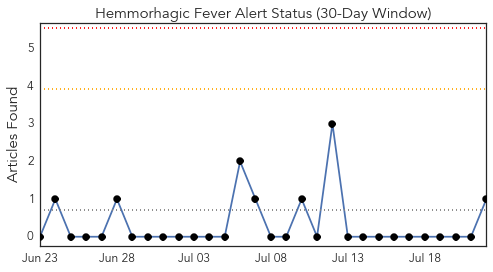 Hemmorhagic Fever Alert Status (30-Day Window)
Articles Found
5
4
3
2
1
0
Jun 23 Jun 28 Jul 03 Jul 08 Jul 13 Jul 18